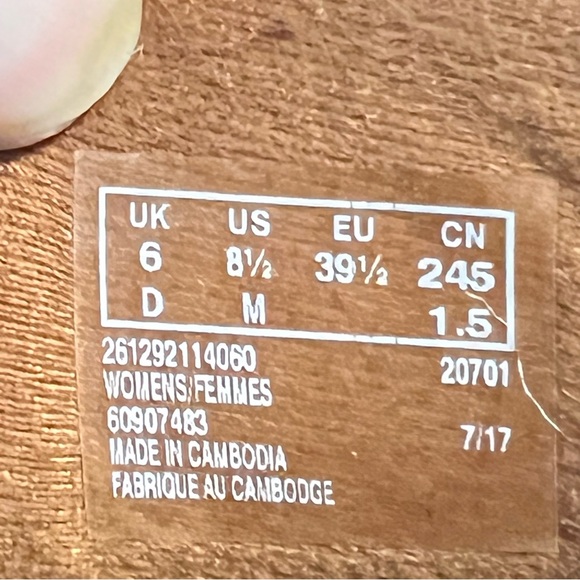 UK US EU CN
6 8½ 39½ 245
D M 1.5
261292114060 20701
WOMENS/FEMMES
60907483 7/17
MADE IN CAMBODIA
FABRIQUE AU CAMBODGE